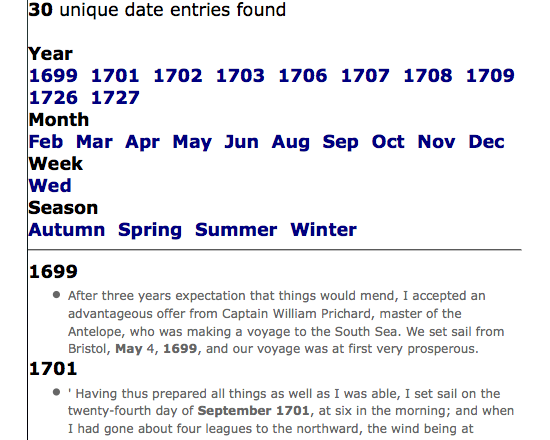 30 unique date entries found
Year
1699 1701 1702 1703 1706 1707 1708 1709
1726 1727
Month
Feb Mar Apr May Jun Aug Sep Oct Nov Dec
Week
Wed
Season
Autumn Spring Summer Winter
1699
• After three years expectation that things would mend, I accepted an
advantageous offer from Captain William Prichard, master of the
Antelope, who was making a voyage to the South Sea. We set sail from
Bristol, May 4, 1699, and our voyage was at first very prosperous.
1701
• ' Having thus prepared all things as well as I was able, I set sail on the
twenty-fourth day of September 1701, at six in the morning; and when
I had gone about four leagues to the northward, the wind being at